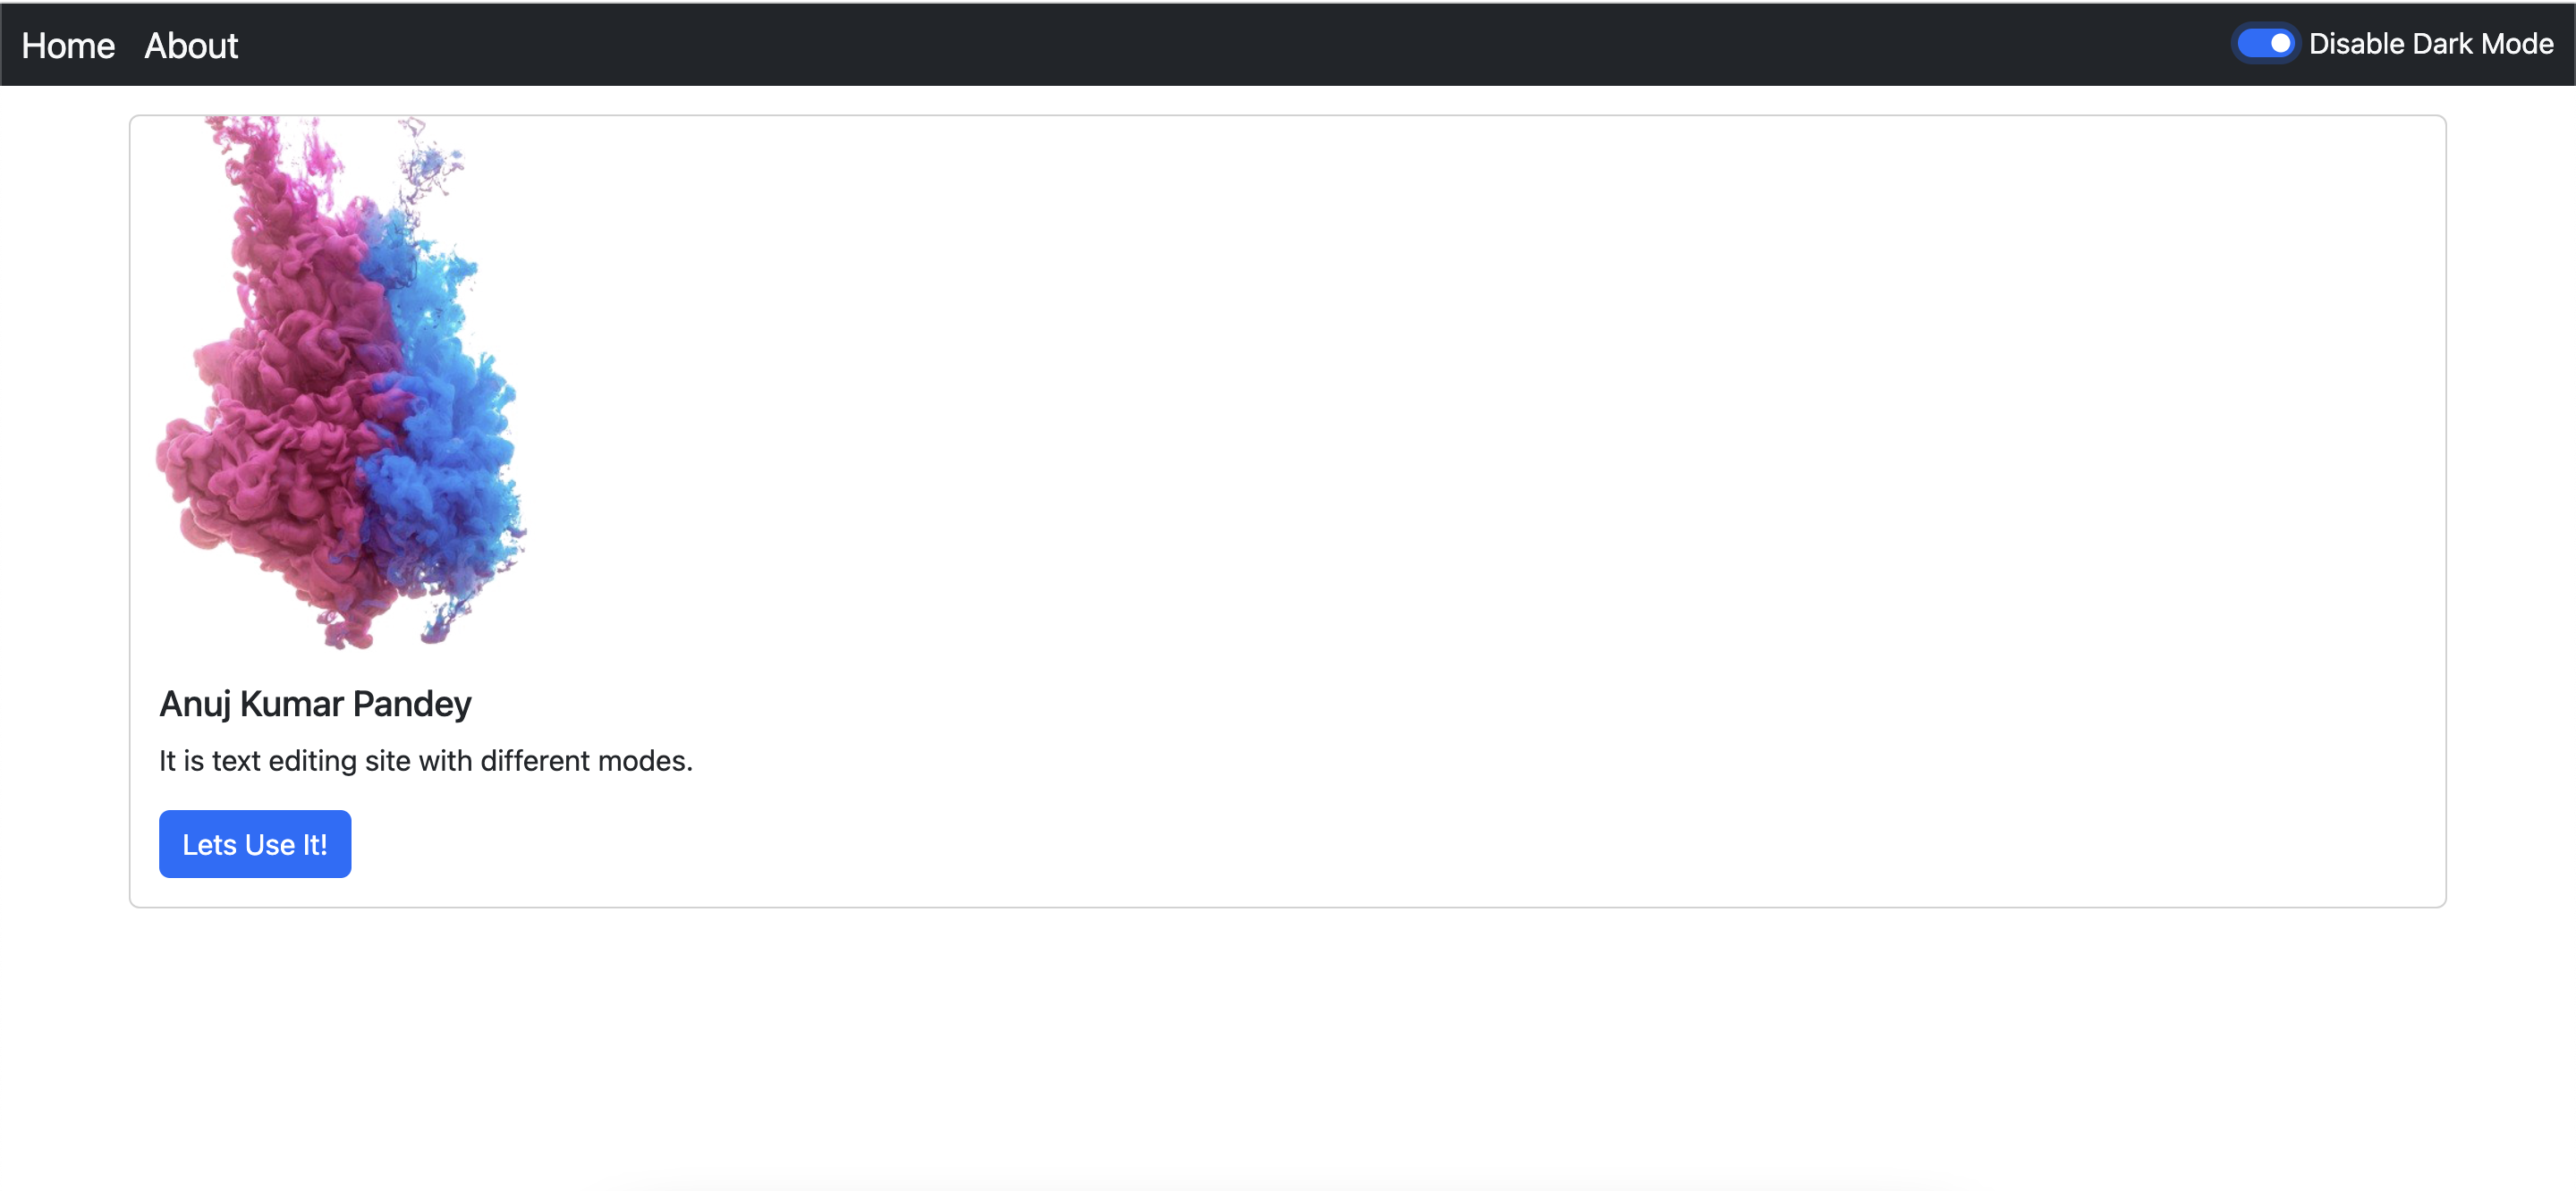 Home About Disable Dark Mode
Anuj Kumar Pandey
It is text editing site with different modes.
Lets Use It!